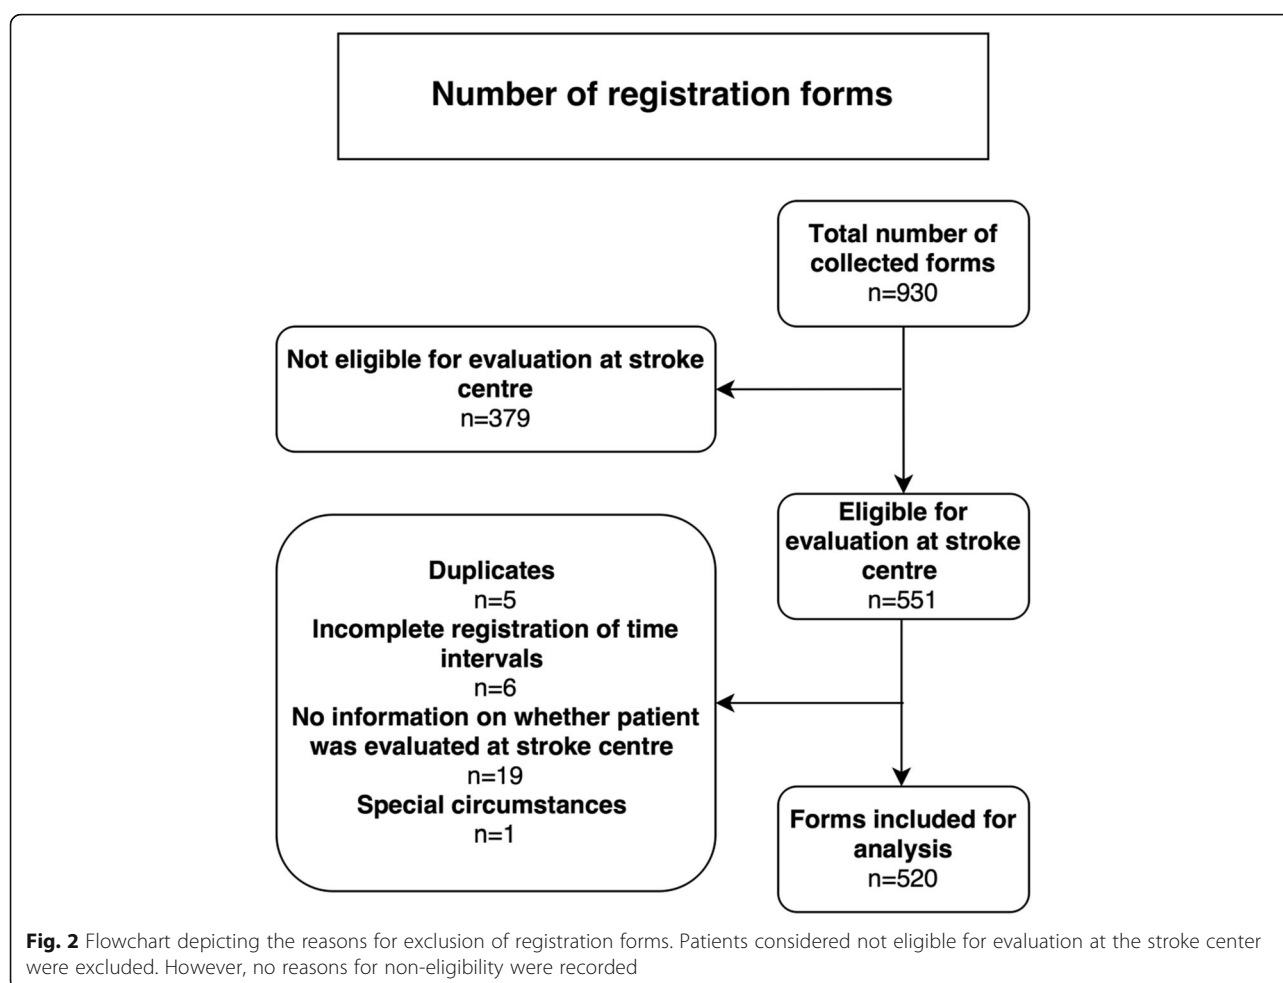 Number of registration forms
Total number of
collected forms
n=930
Not eligible for evaluation at stroke
centre
n=379
Eligible for
evaluation at stroke
centre
n=551
Duplicates
n=5
Incomplete registration of time
intervals
n=6
No information on whether patient
was evaluated at stroke centre
n=19
Special circumstances
n=1
Forms included for
analysis
n=520
Fig. 2 Flowchart depicting the reasons for exclusion of registration forms. Patients considered not eligible for evaluation at the stroke center
were excluded. However, no reasons for non-eligibility were recorded